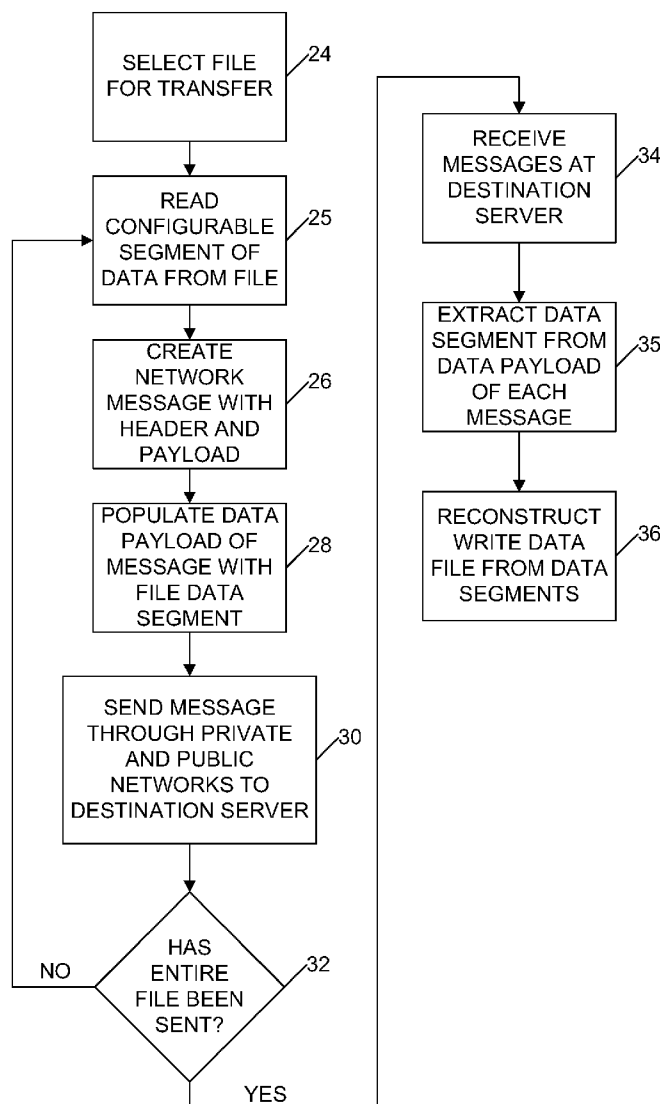 SELECT FILE
FOR TRANSFER
24
READ
CONFIGURABLE
SEGMENT OF
DATA FROM FILE
25
CREATE
NETWORK
MESSAGE WITH
HEADER AND
PAYLOAD
26
POPULATE DATA
PAYLOAD OF
MESSAGE WITH
FILE DATA
SEGMENT
28
SEND MESSAGE
THROUGH PRIVATE
AND PUBLIC
NETWORKS TO
DESTINATION SERVER
30
HAS
ENTIRE
FILE BEEN
SENT?
32
NO
YES
RECEIVE
MESSAGES AT
DESTINATION
SERVER
34
EXTRACT DATA
SEGMENT FROM
DATA PAYLOAD
OF EACH
MESSAGE
35
RECONSTRUCT
WRITE DATA
FILE FROM DATA
SEGMENTS
36